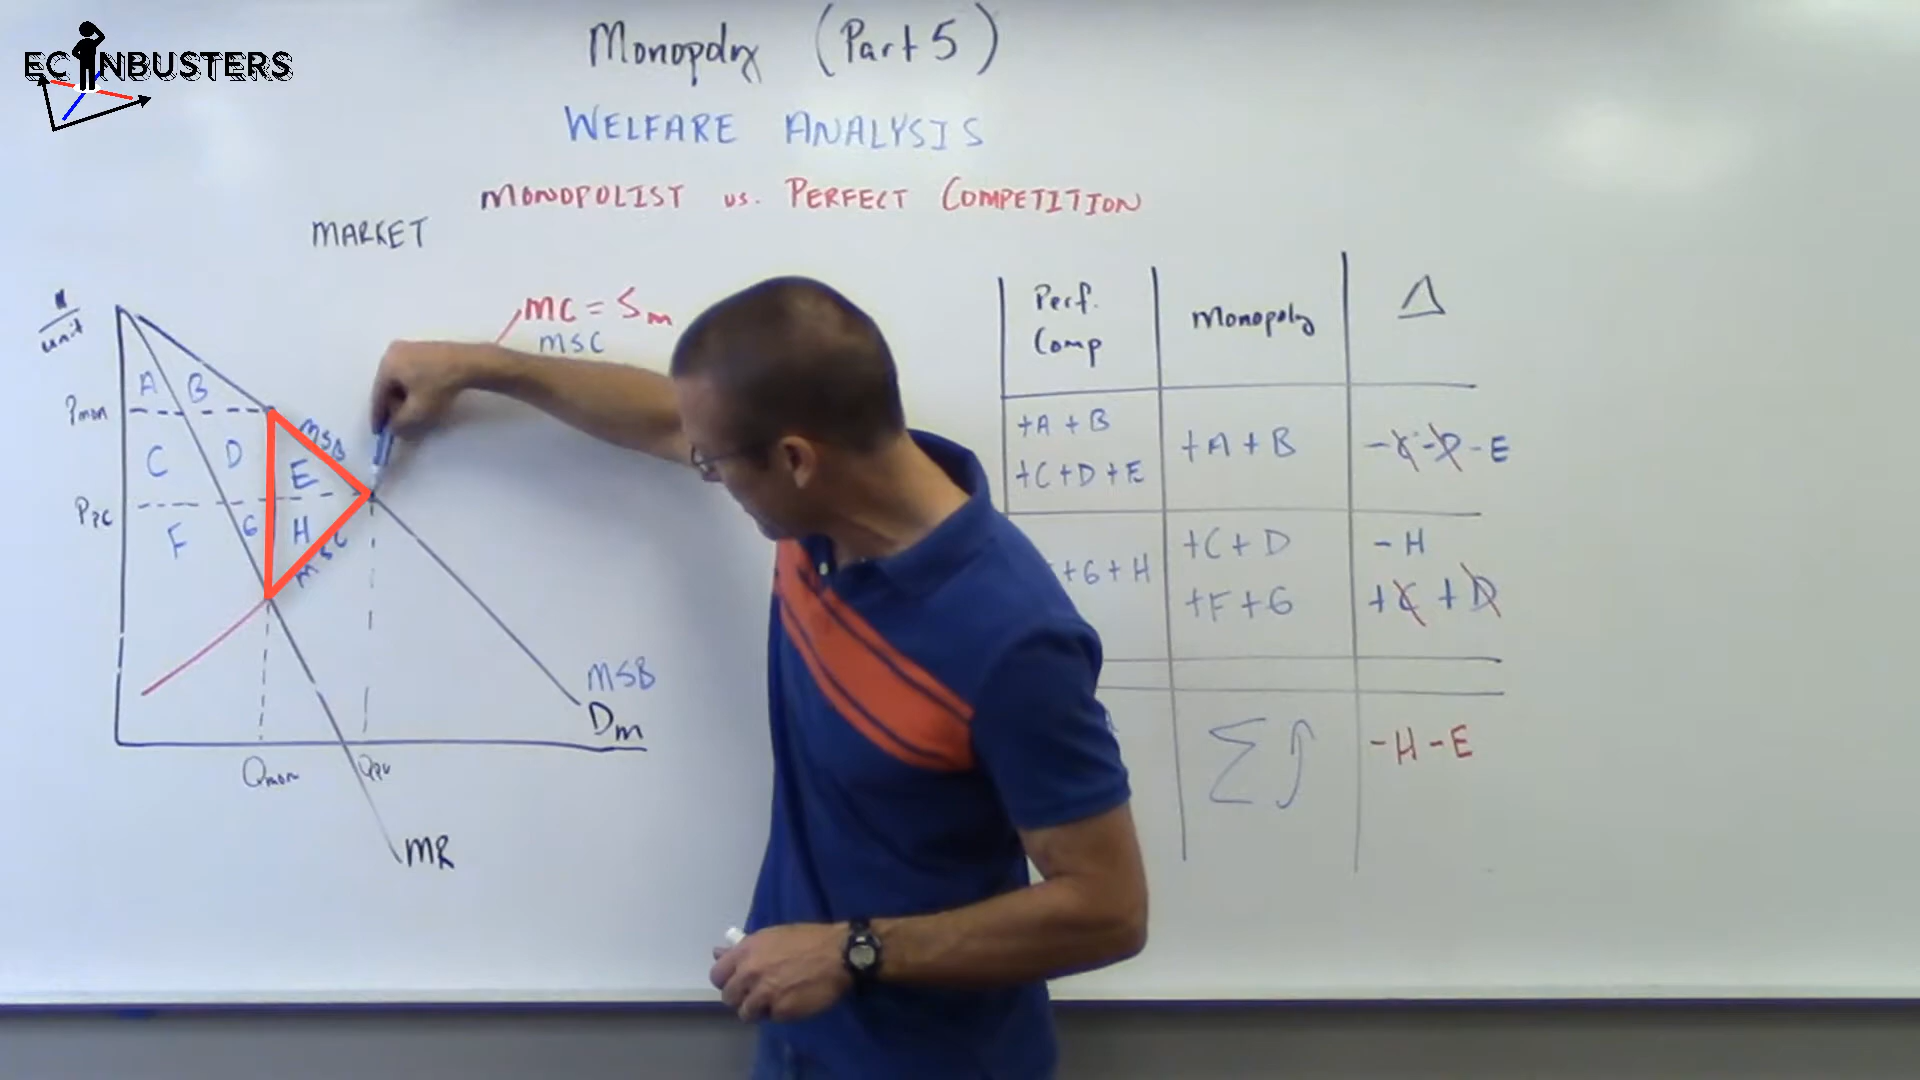 ECONBUSTERS
Monopoly (Part 5)
WELFARE ANALYSIS
MONOPOLIST vs. PERFECT COMPETITION
MARKET
unit
MC = Sm
MSC
A B
Pmon
MSB
C D E
Ppc
F G H
MSC
MSB
Dm
Qmon
MR
Perf.
Comp
Monopoly
Δ
+A + B
+C+D+E
+A + B
-C-D-E
+G+H
+C+D
+F+G
-H
+C +D
Σ
-H-E